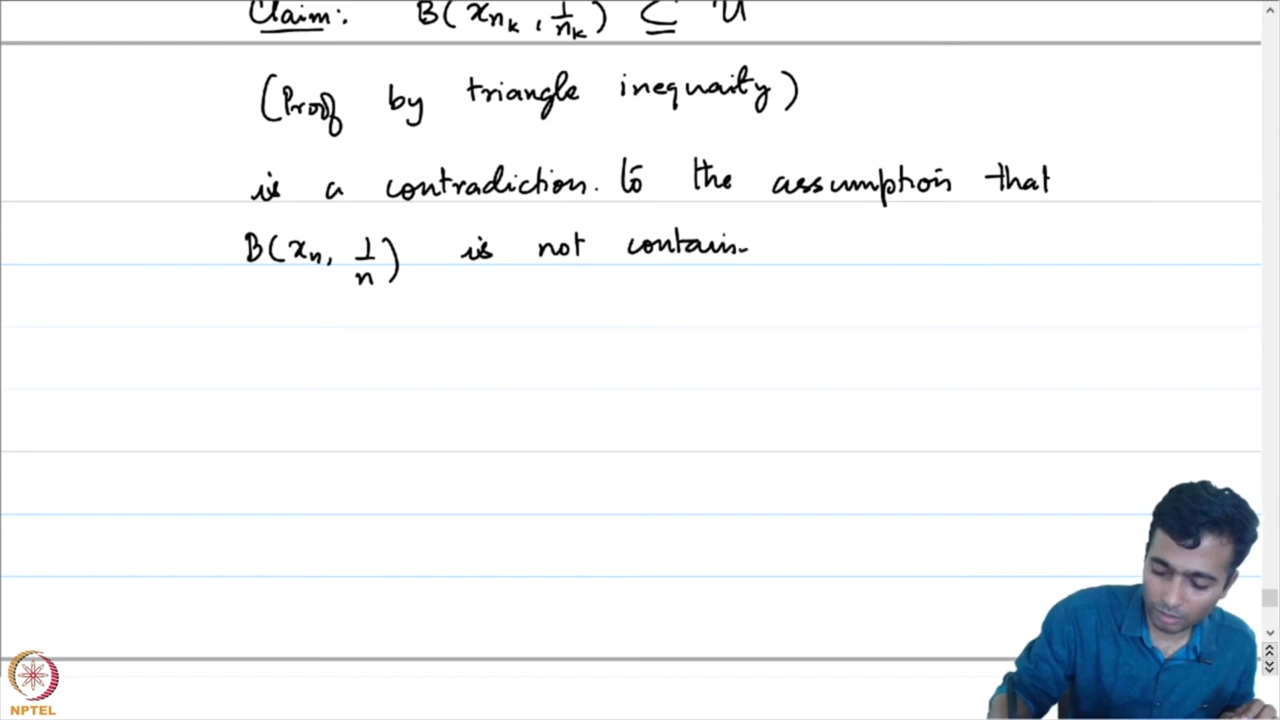 Claim: B(x_{n_k}, 1/n_k) ⊆ U
(Proof by triangle inequaity)
is a contradiction. to the assumption that
B(x_n, 1/n) is not contain
NPTEL